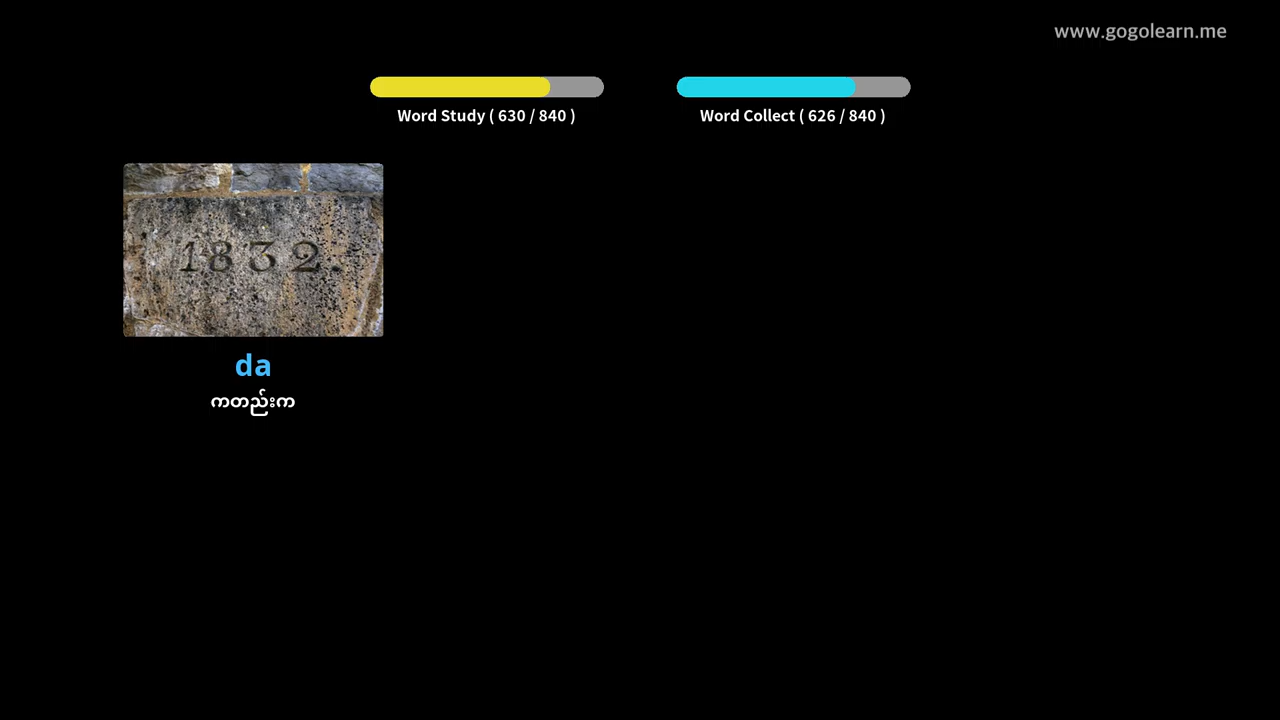 www.gogolearn.me
Word Study ( 630 / 840 )
Word Collect ( 626 / 840 )
1832.
da
ကတည်းက